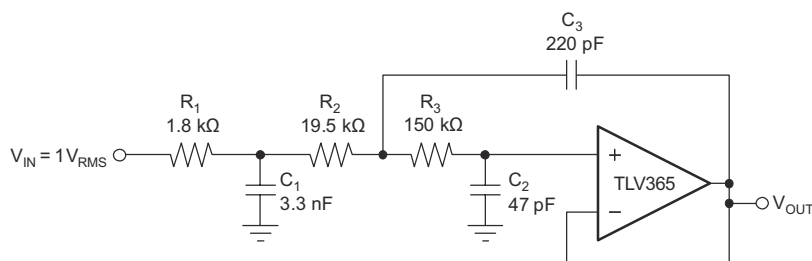 C3
220 pF
R1
1.8 kΩ
R2
19.5 kΩ
R3
150 kΩ
VIN = 1VRMS
C1
3.3 nF
C2
47 pF
+
TLV365
−
VOUT